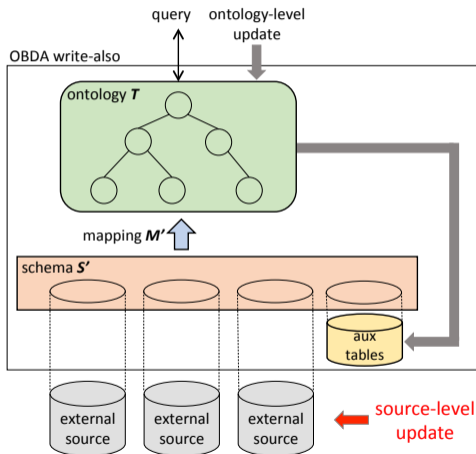 query
ontology-level
update
OBDA write-also
ontology T
mapping M'
schema S'
aux
tables
external
source
external
source
external
source
source-level
update